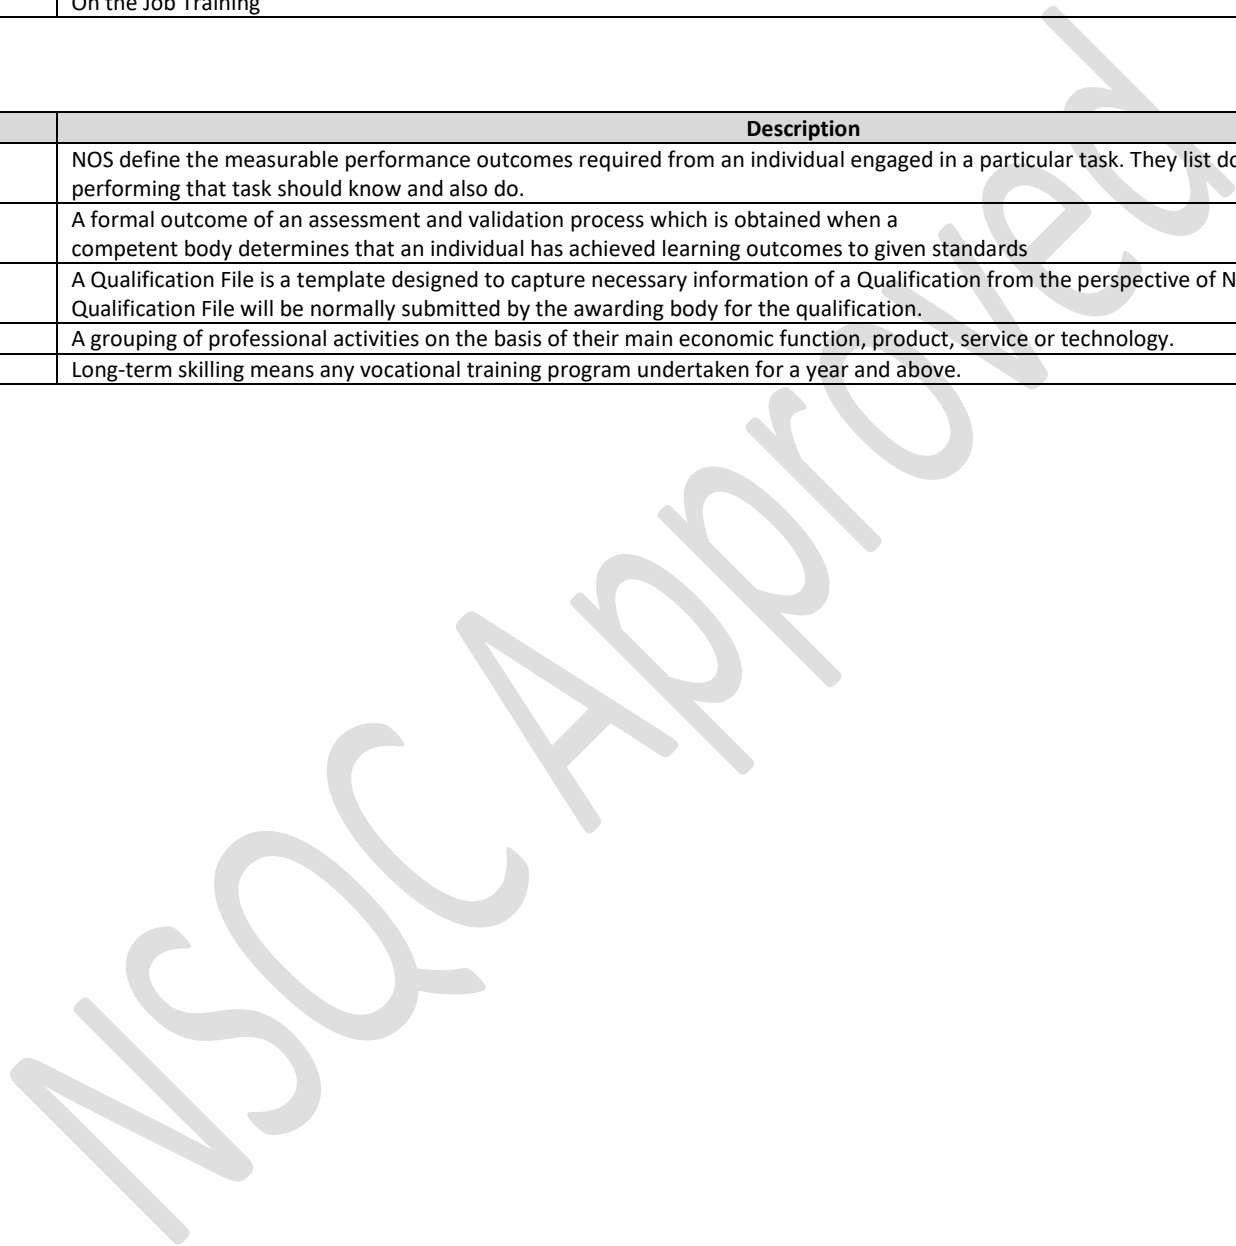 On the Job Training
Description
NOS define the measurable performance outcomes required from an individual engaged in a particular task. They list
performing that task should know and also do.
A formal outcome of an assessment and validation process which is obtained when a
competent body determines that an individual has achieved learning outcomes to given standards
A Qualification File is a template designed to capture necessary information of a Qualification from the perspective of
Qualification File will be normally submitted by the awarding body for the qualification.
A grouping of professional activities on the basis of their main economic function, product, service or technology.
Long-term skilling means any vocational training program undertaken for a year and above.
NSQC Approved